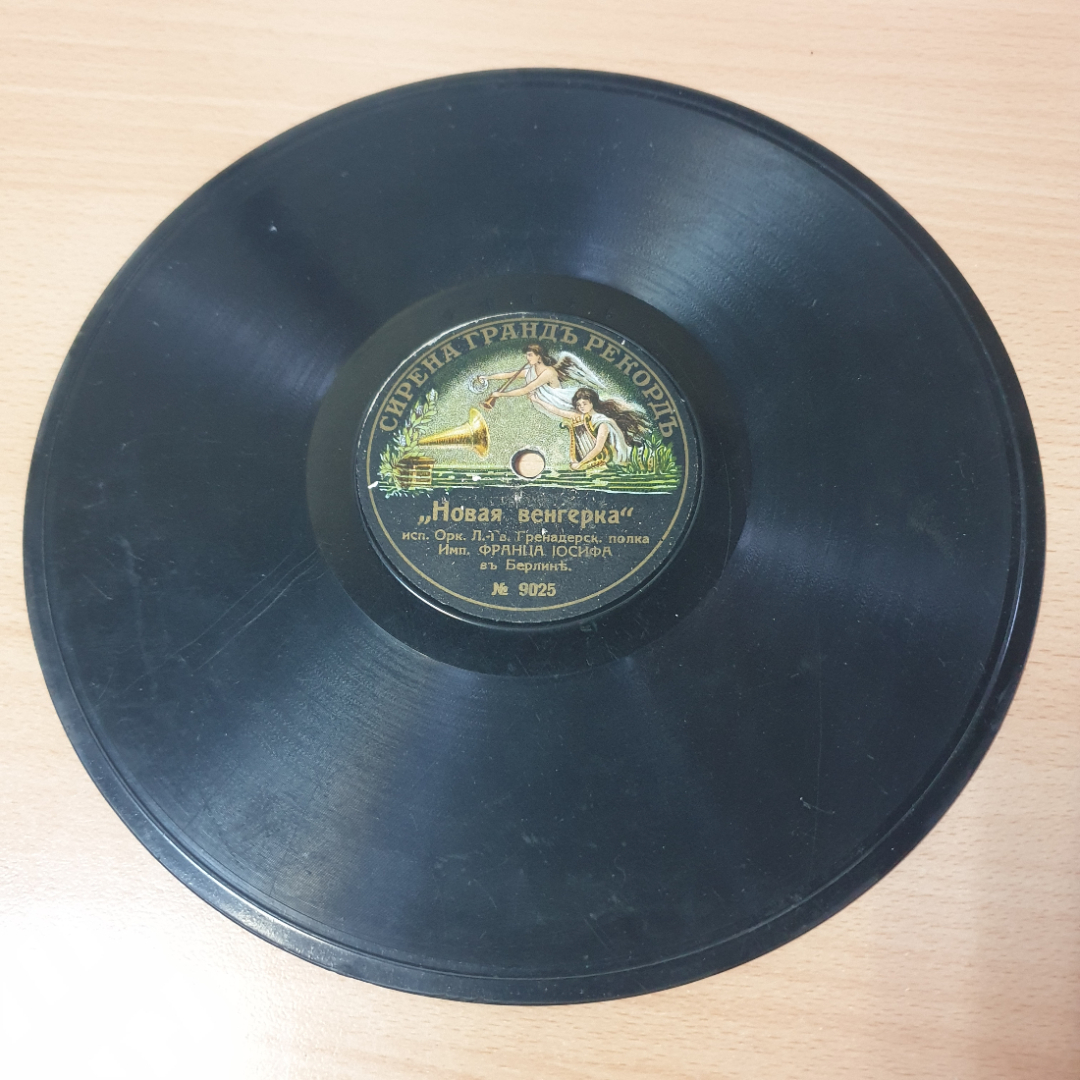 СИРЕНА ГРАНДЪ РЕКОРДЪ
„Новая венгерка“
исп. Орк. Л.-Гв. Гренадерск. полка
Имп. ФРАНЦА ІОСИФА
въ Берлинѣ.
№ 9025